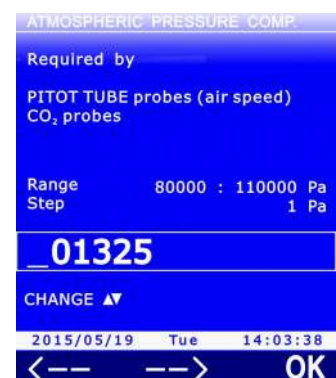 ATMOSPHERIC PRESSURE COMP.
Required by
PITOT TUBE probes (air speed)
CO₂ probes
Range 80000 : 110000 Pa
Step 1 Pa
_01325
CHANGE ▲▼
2015/05/19 Tue 14:03:38
<-- --> OK